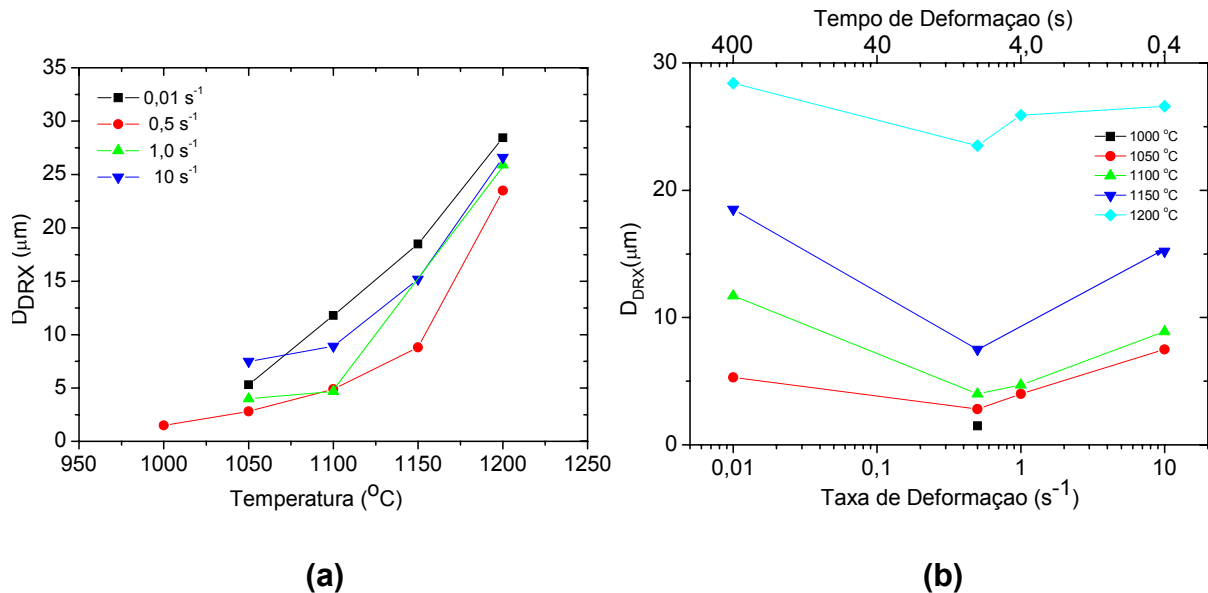 35
30
25
20
15
10
5
0
D_DRX (μm)
0,01 s⁻¹
0,5 s⁻¹
1,0 s⁻¹
10 s⁻¹
950 1000 1050 1100 1150 1200 1250
Temperatura (°C)
(a)
Tempo de Deformaçao (s)
400 40 4,0 0,4
30
20
10
0
D_DRX(μm)
1000 °C
1050 °C
1100 °C
1150 °C
1200 °C
0,01 0,1 1 10
Taxa de Deformaçao (s⁻¹)
(b)